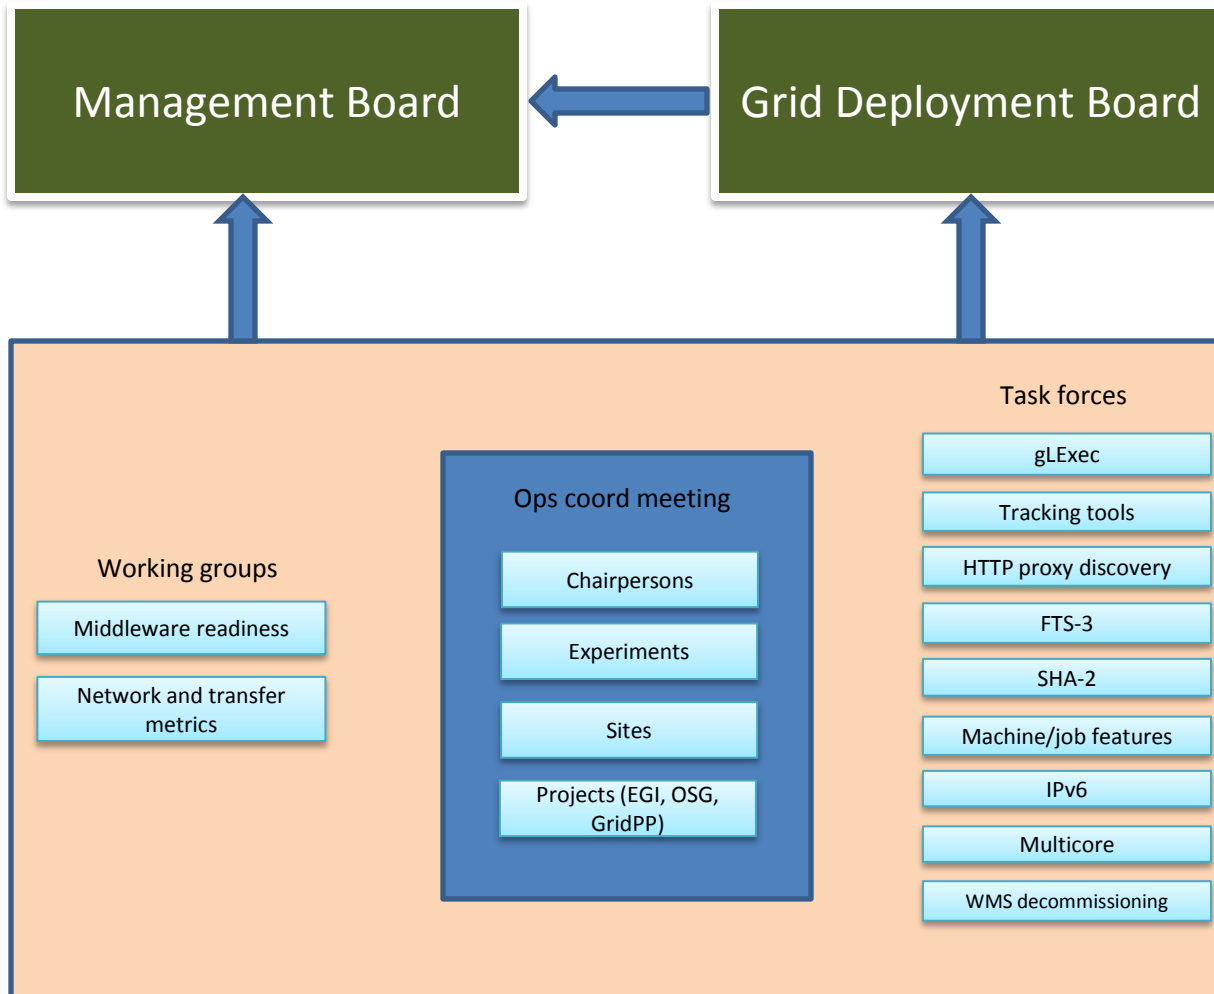 Management Board
Grid Deployment Board
Working groups
Middleware readiness
Network and transfer
metrics
Ops coord meeting
Chairpersons
Experiments
Sites
Projects (EGI, OSG,
GridPP)
Task forces
gLExec
Tracking tools
HTTP proxy discovery
FTS-3
SHA-2
Machine/job features
IPv6
Multicore
WMS decommissioning